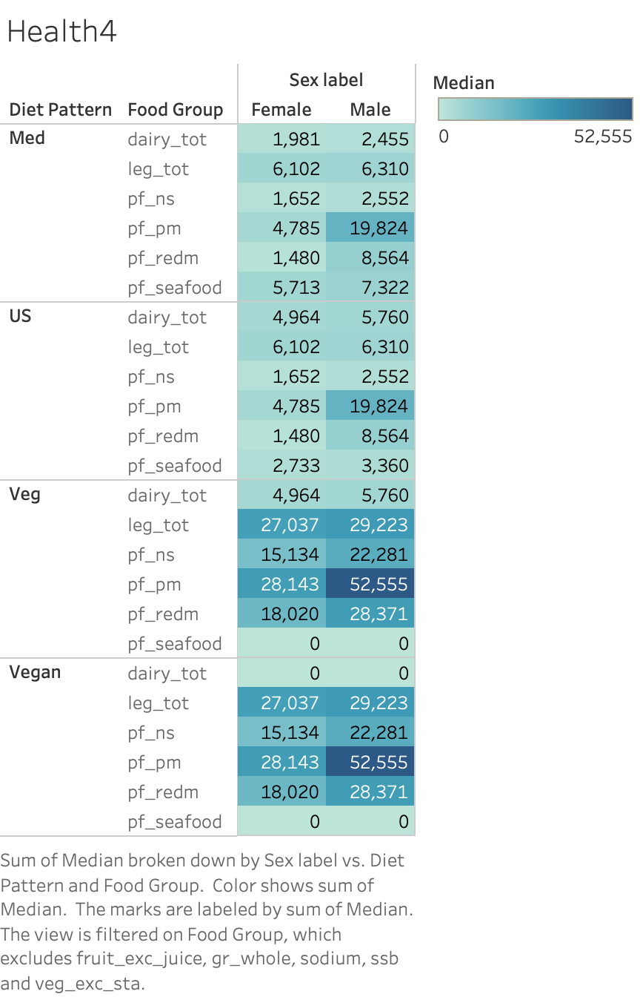 Health4
Sex label
Diet Pattern Food Group Female Male
Median
0 52,555
Med dairy_tot 1,981 2,455
leg_tot 6,102 6,310
pf_ns 1,652 2,552
pf_pm 4,785 19,824
pf_redm 1,480 8,564
pf_seafood 5,713 7,322
US dairy_tot 4,964 5,760
leg_tot 6,102 6,310
pf_ns 1,652 2,552
pf_pm 4,785 19,824
pf_redm 1,480 8,564
pf_seafood 2,733 3,360
Veg dairy_tot 4,964 5,760
leg_tot 27,037 29,223
pf_ns 15,134 22,281
pf_pm 28,143 52,555
pf_redm 18,020 28,371
pf_seafood 0 0
Vegan dairy_tot 0 0
leg_tot 27,037 29,223
pf_ns 15,134 22,281
pf_pm 28,143 52,555
pf_redm 18,020 28,371
pf_seafood 0 0
Sum of Median broken down by Sex label vs. Diet
Pattern and Food Group.  Color shows sum of
Median.  The marks are labeled by sum of Median.
The view is filtered on Food Group, which
excludes fruit_exc_juice, gr_whole, sodium, ssb
and veg_exc_sta.